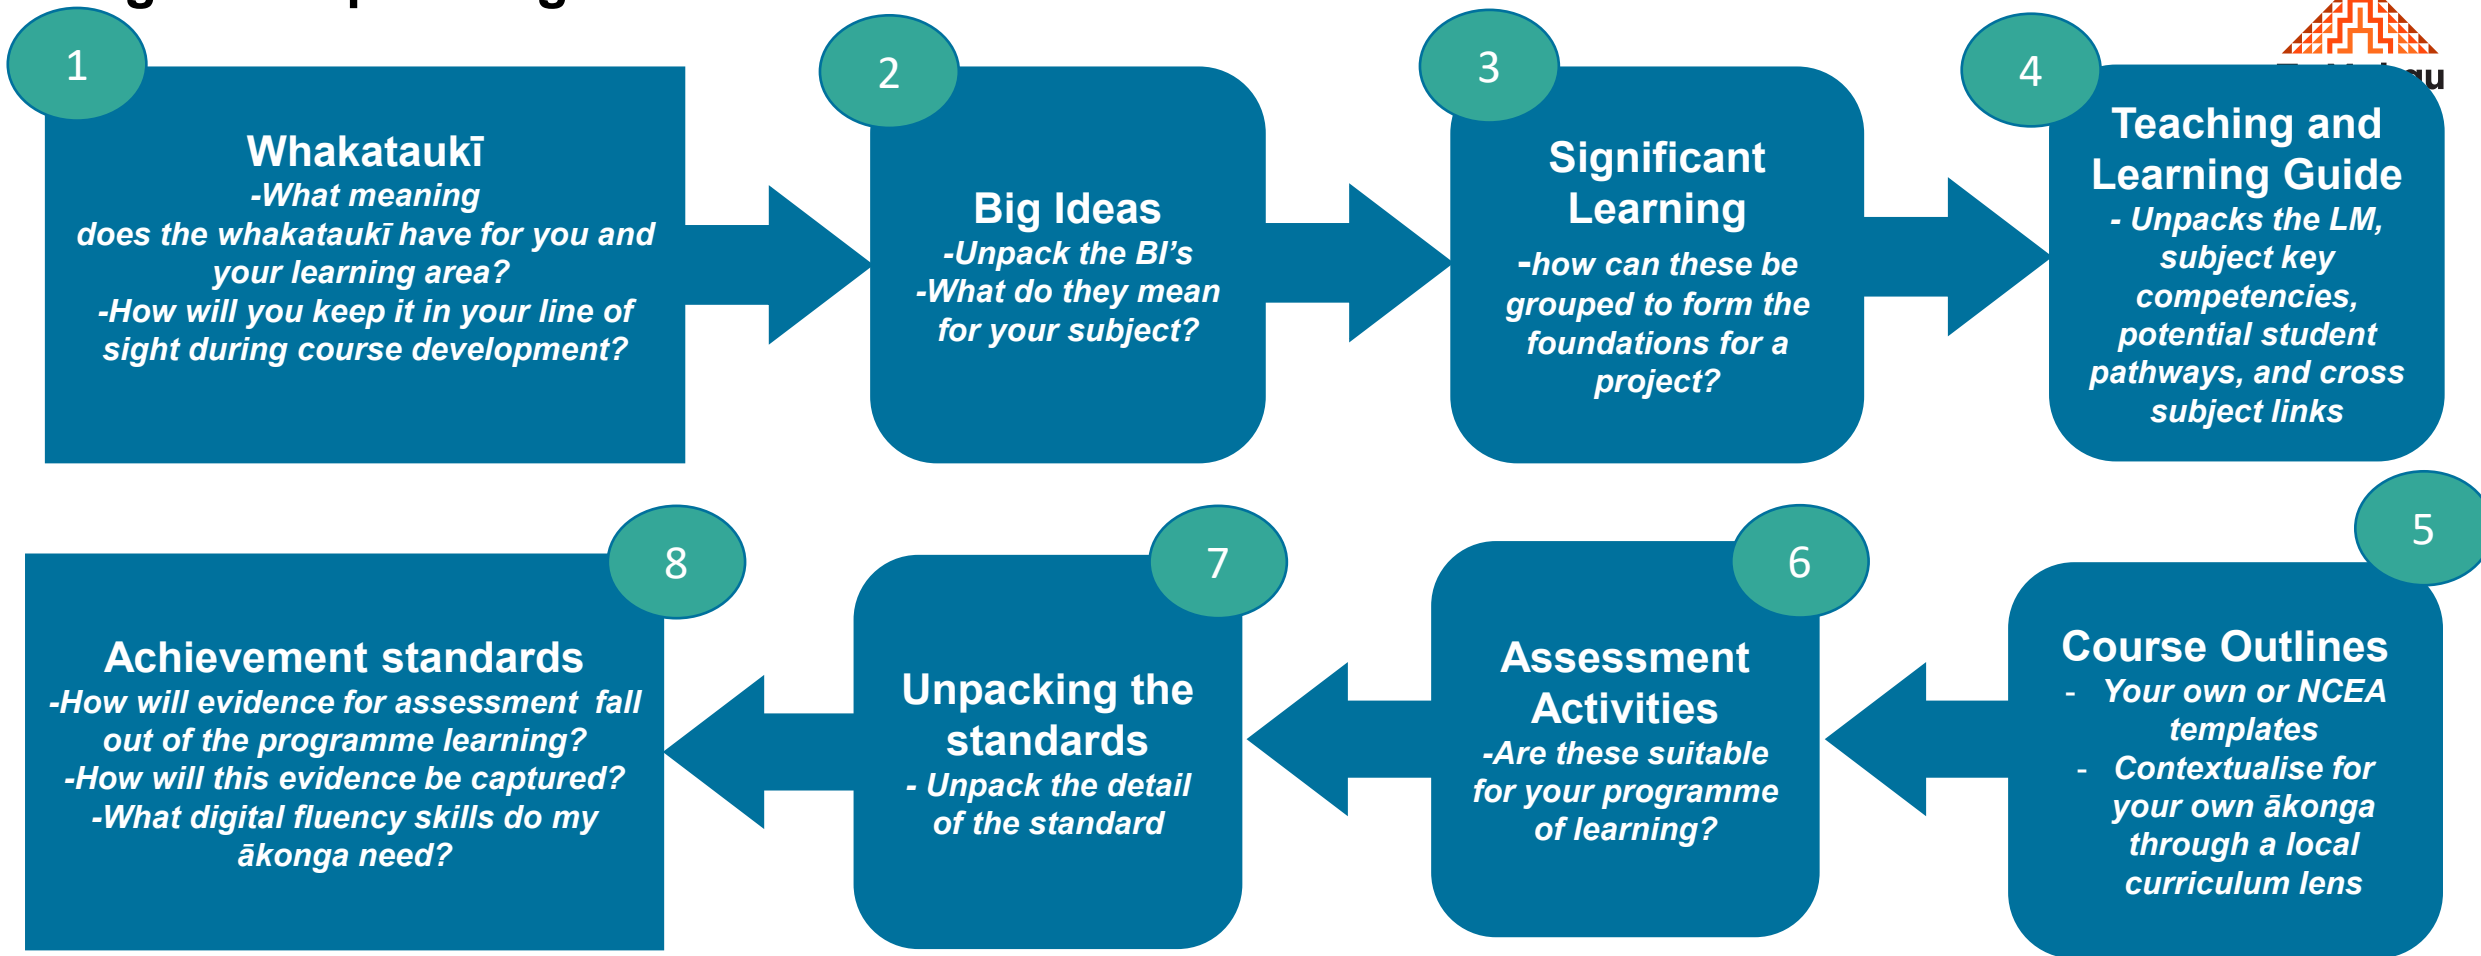 1
Whakataukī
-What meaning
does the whakataukī have for you and
your learning area?
-How will you keep it in your line of
sight during course development?
2
Big Ideas
-Unpack the BI’s
-What do they mean
for your subject?
3
Significant
Learning
-how can these be
grouped to form the
foundations for a
project?
4
Teaching and
Learning Guide
- Unpacks the LM,
subject key
competencies,
potential student
pathways, and cross
subject links
5
Course Outlines
- Your own or NCEA
templates
- Contextualise for
your own ākonga
through a local
curriculum lens
6
Assessment
Activities
-Are these suitable
for your programme
of learning?
7
Unpacking the
standards
- Unpack the detail
of the standard
8
Achievement standards
-How will evidence for assessment fall
out of the programme learning?
-How will this evidence be captured?
-What digital fluency skills do my
ākonga need?